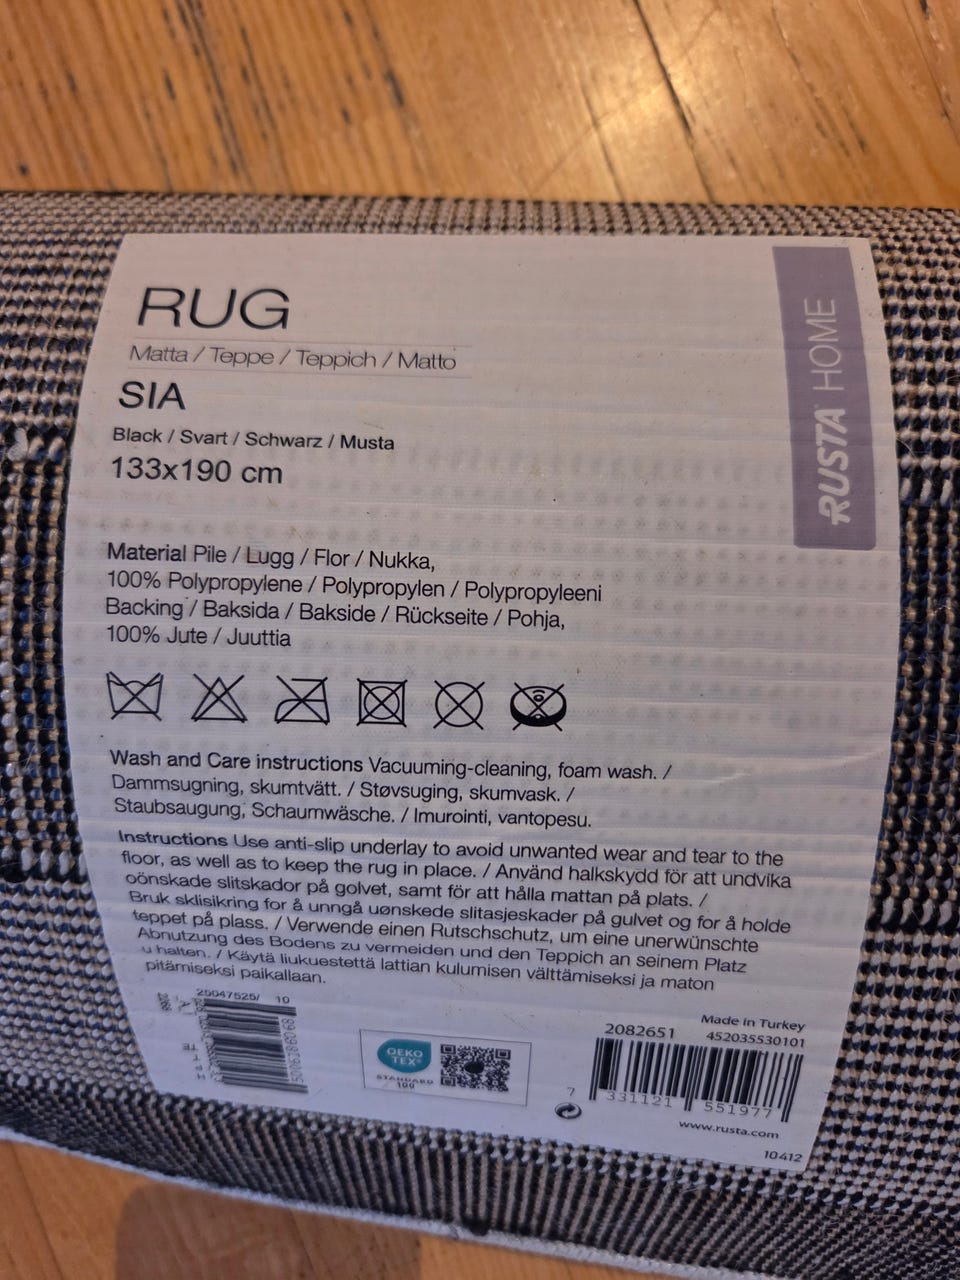 RUG
Matta / Teppe / Teppich / Matto
SIA
Black / Svart / Schwarz / Musta
133x190 cm
RUSTA HOME
Material Pile / Lugg / Flor / Nukka,
100% Polypropylene / Polypropylen / Polypropyleeni
Backing / Baksida / Bakside / Rückseite / Pohja,
100% Jute / Juuttia
Wash and Care instructions Vacuuming-cleaning, foam wash. /
Dammsugning, skumtvätt. / Støvsuging, skumvask. /
Staubsaugung, Schaumwäsche. / Imurointi, vantopesu.
Instructions Use anti-slip underlay to avoid unwanted wear and tear to the
floor, as well as to keep the rug in place. / Använd halkskydd för att undvika
oönskade slitskador på golvet, samt för att hålla mattan på plats. /
Bruk sklisikring for å unngå uønskede slitasjeskader på gulvet og for å holde
teppet på plass. / Verwende einen Rutschschutz, um eine unerwünschte
Abnutzung des Bodens zu vermeiden und den Teppich an seinem Platz
halten. / Käytä liukuestettä lattian kulumisen välttämiseksi ja maton
pitämiseksi paikallaan.
20047525/ 10
OEKO
TEX®
STANDARD
100
Made in Turkey
2082651 452035530101
7 331121 551977
www.rusta.com
10412